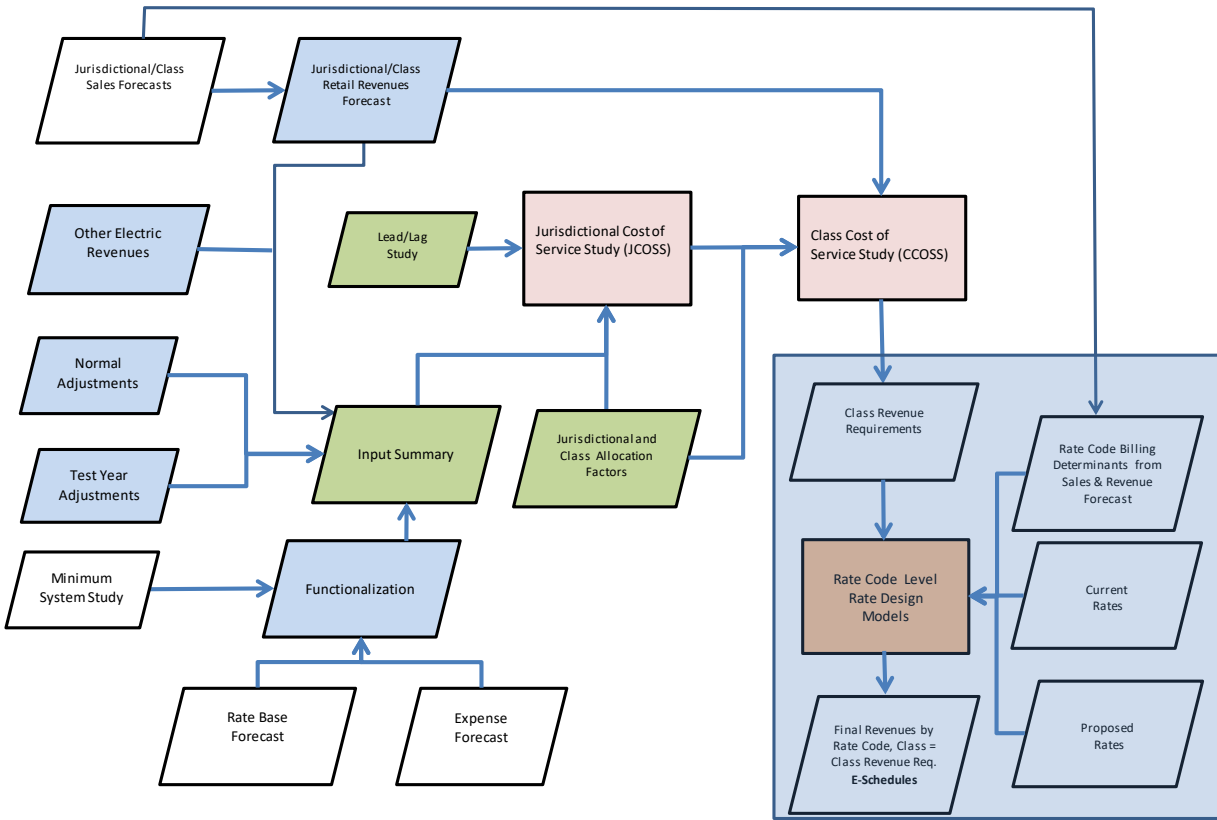 Jurisdictional/Class
Sales Forecasts
Jurisdictional/Class
Retail Revenues
Forecast
Other Electric
Revenues
Lead/Lag
Study
Jurisdictional Cost of
Service Study (JCOSS)
Class Cost of
Service Study (CCOSS)
Normal
Adjustments
Test Year
Adjustments
Input Summary
Jurisdictional and
Class Allocation
Factors
Class Revenue
Requirements
Rate Code Billing
Determinants from
Sales & Revenue
Forecast
Minimum
System Study
Functionalization
Rate Code Level
Rate Design
Models
Current
Rates
Rate Base
Forecast
Expense
Forecast
Final Revenues by
Rate Code, Class =
Class Revenue Req.
E-Schedules
Proposed
Rates